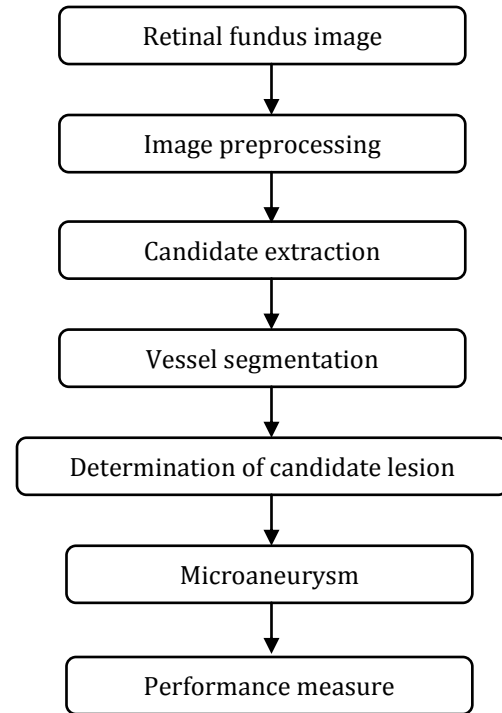 Retinal fundus image
Image preprocessing
Candidate extraction
Vessel segmentation
Determination of candidate lesion
Microaneurysm
Performance measure